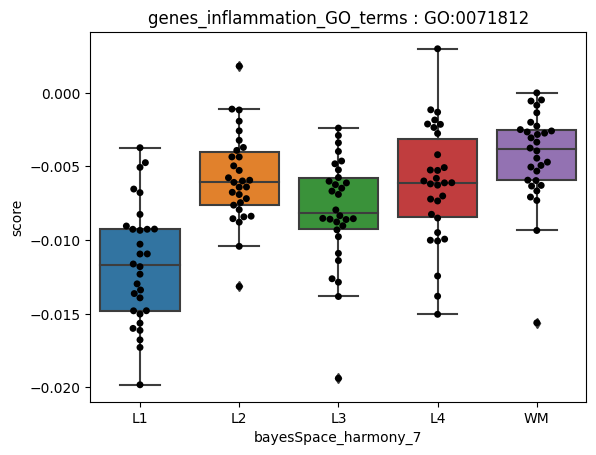 genes_inflammation_GO_terms : GO:0071812
score
0.000
−0.005
−0.010
−0.015
−0.020
L1 L2 L3 L4 WM
bayesSpace_harmony_7